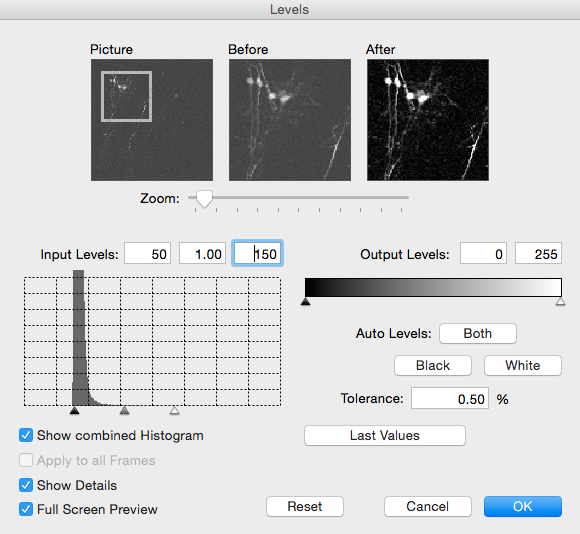 Levels
Picture Before After
Zoom:
Input Levels: 50 1.00 150 Output Levels: 0 255
Auto Levels: Both
Black White
Tolerance: 0.50 %
Show combined Histogram Last Values
Apply to all Frames
Show Details
Full Screen Preview Reset Cancel OK